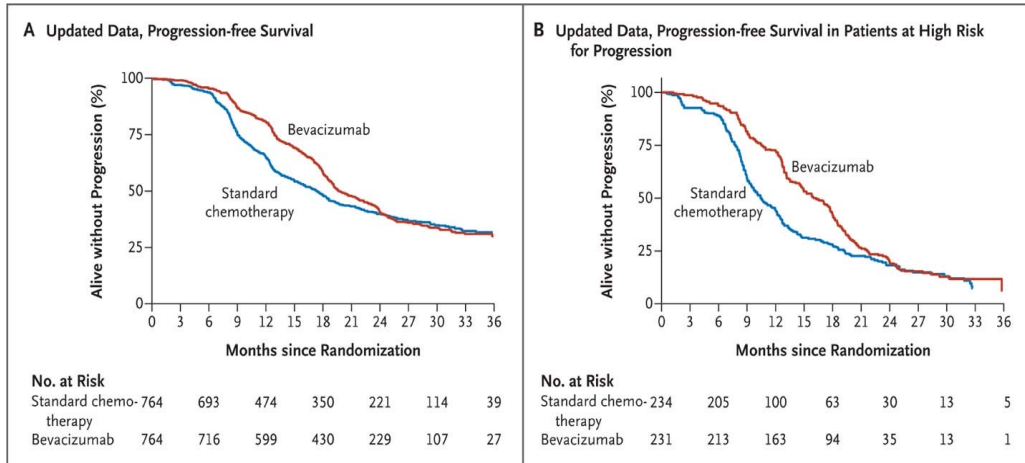 A Updated Data, Progression-free Survival
Alive without Progression (%)
100
75
50
25
0
Bevacizumab
Standard
chemotherapy
0 3 6 9 12 15 18 21 24 27 30 33 36
Months since Randomization
No. at Risk
Standard chemo- 764 693 474 350 221 114 39
therapy
Bevacizumab 764 716 599 430 229 107 27
B Updated Data, Progression-free Survival in Patients at High Risk
for Progression
Alive without Progression (%)
100
75
50
25
0
Bevacizumab
Standard
chemotherapy
0 3 6 9 12 15 18 21 24 27 30 33 36
Months since Randomization
No. at Risk
Standard chemo- 234 205 100 63 30 13 5
therapy
Bevacizumab 231 213 163 94 35 13 1